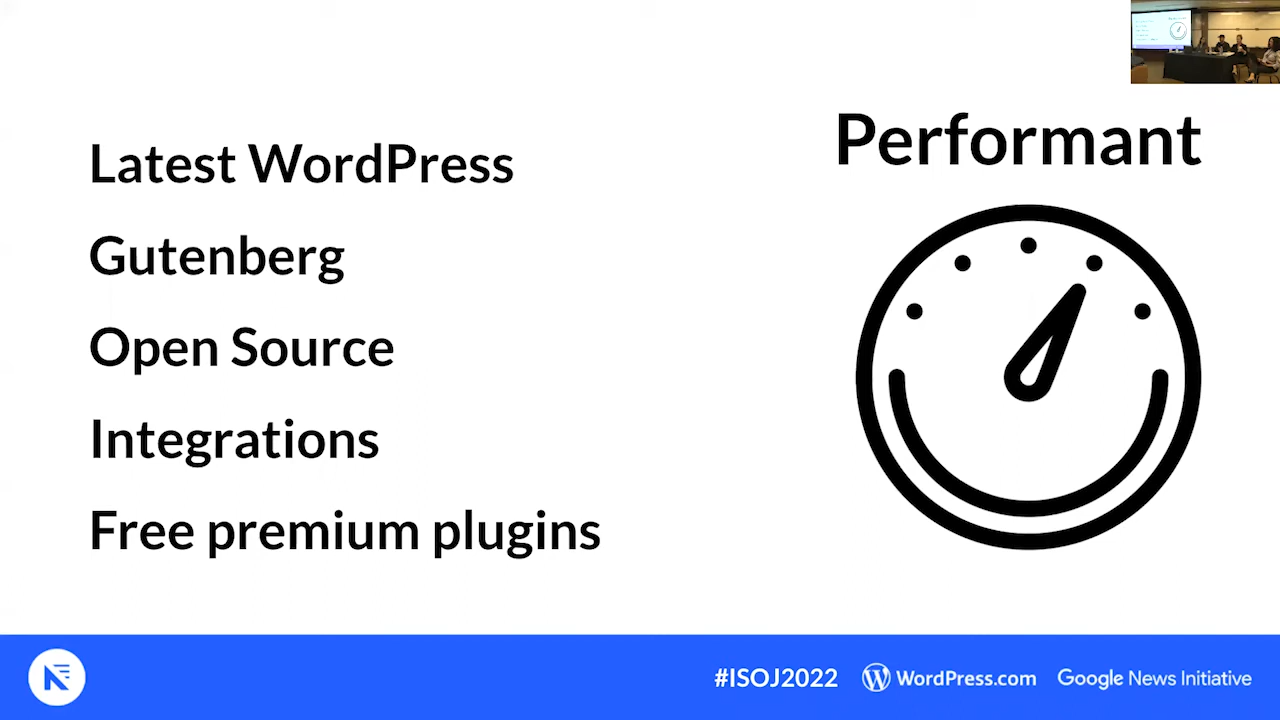 Performant
Latest WordPress
Gutenberg
Open Source
Integrations
Free premium plugins
#ISOJ2022
WordPress.com
Google News Initiative